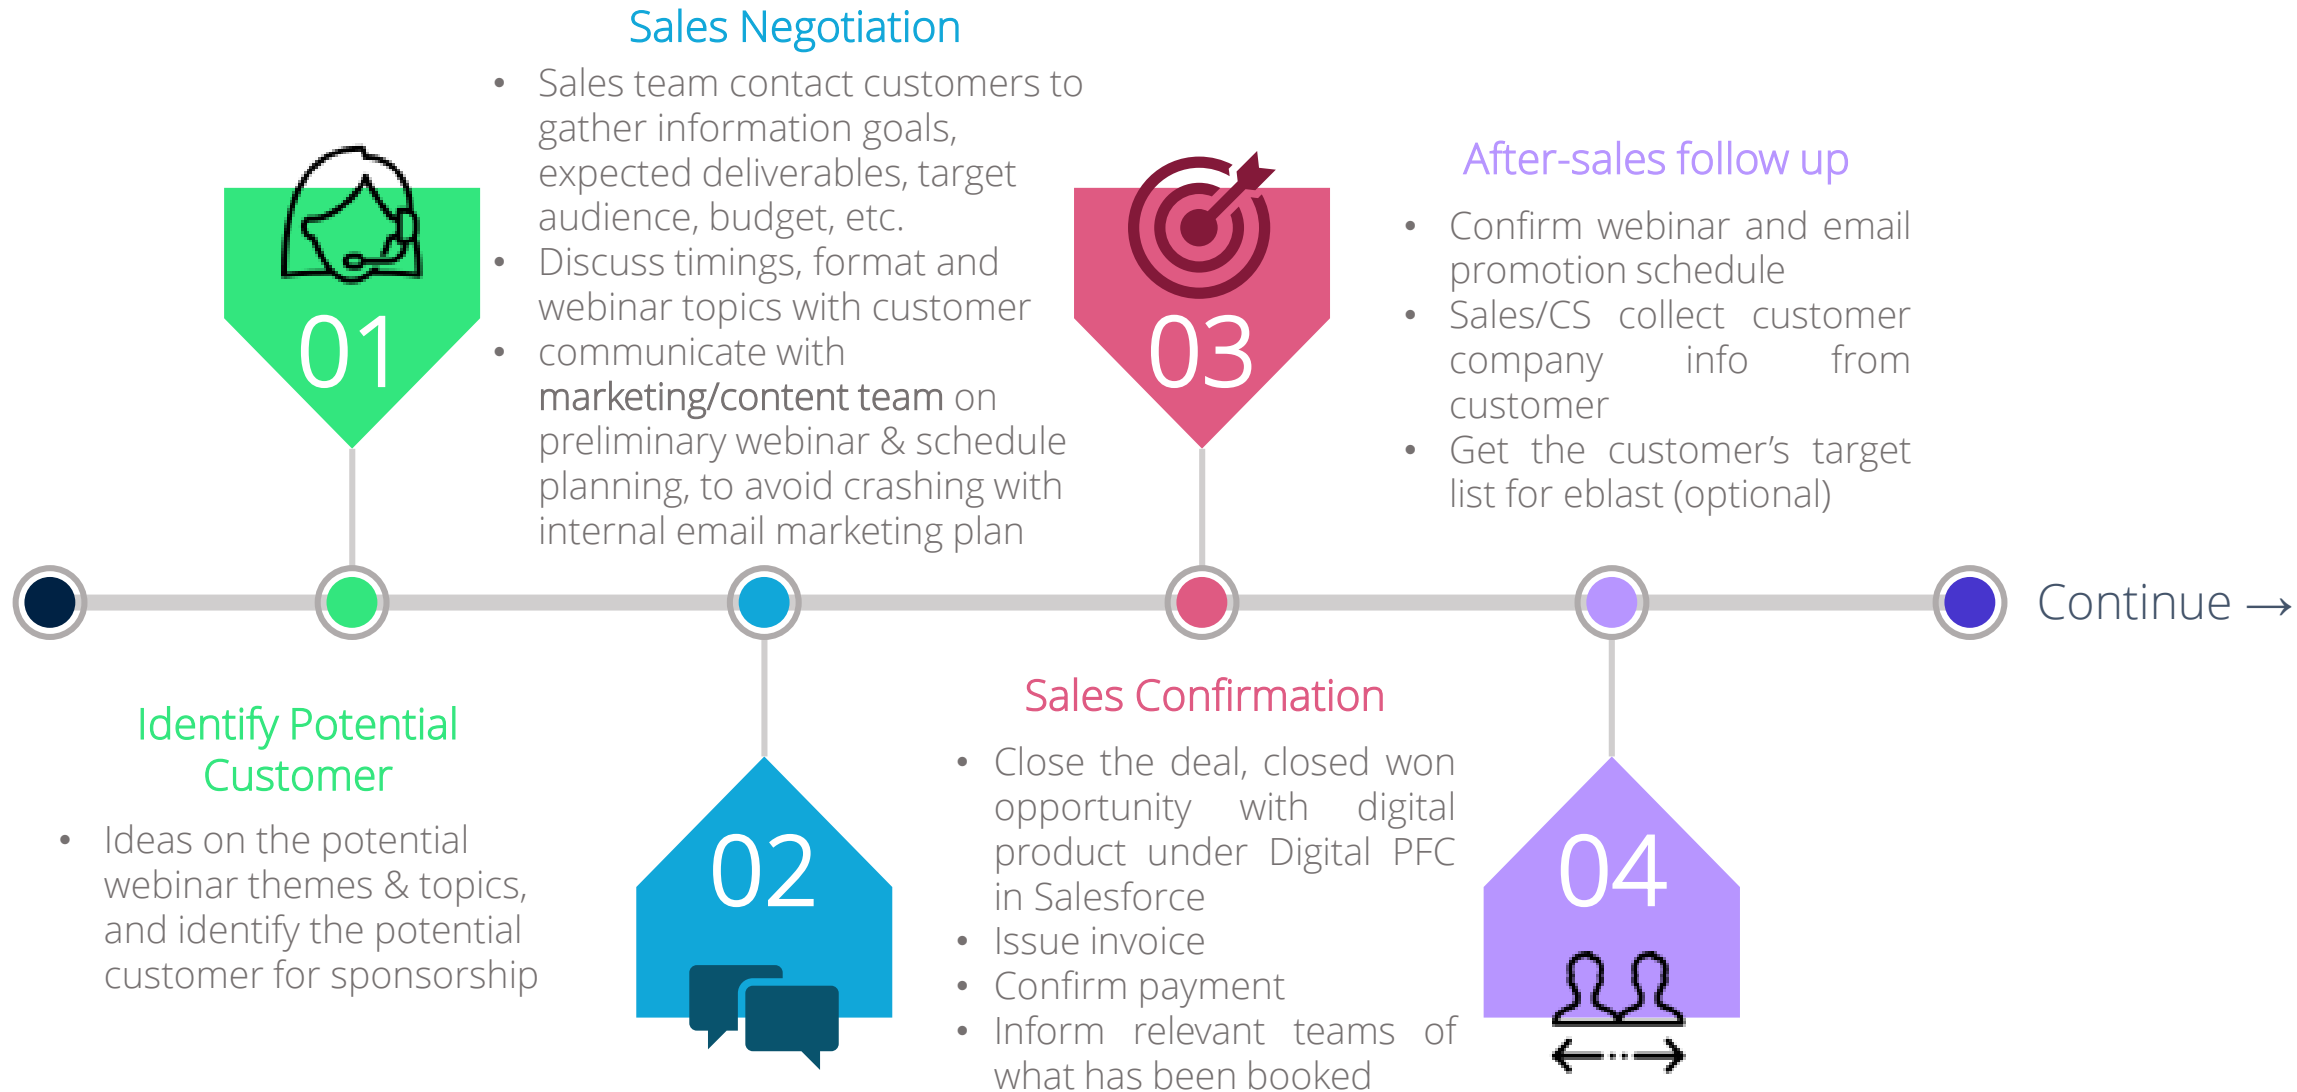 01
Identify Potential
Customer
• Ideas on the potential
webinar themes & topics,
and identify the potential
customer for sponsorship
Sales Negotiation
• Sales team contact customers to
gather information goals,
expected deliverables, target
audience, budget, etc.
• Discuss timings, format and
webinar topics with customer
• communicate with
marketing/content team on
preliminary webinar & schedule
planning, to avoid crashing with
internal email marketing plan
02
03
Sales Confirmation
• Close the deal, closed won
opportunity with digital
product under Digital PFC
in Salesforce
• Issue invoice
• Confirm payment
• Inform relevant teams of
what has been booked
After-sales follow up
• Confirm webinar and email
promotion schedule
• Sales/CS collect customer
company info from
customer
• Get the customer’s target
list for eblast (optional)
04
Continue →